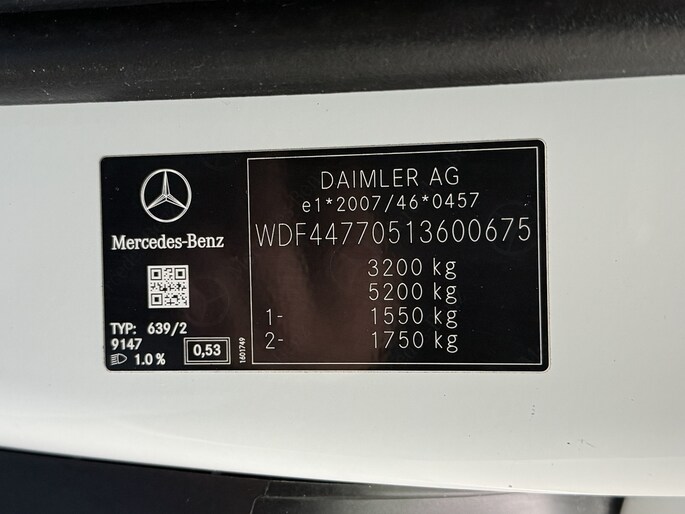 DAIMLER AG
e1*2007/46*0457
WDF44770513600675
3200 kg
5200 kg
1- 1550 kg
2- 1750 kg
Mercedes-Benz
TYP: 639/2
9147
1.0 %
0,53
1601749